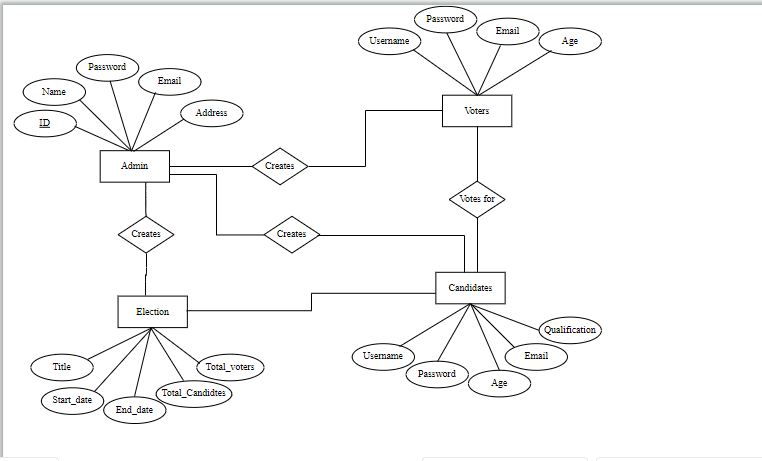 Password
Username
Email
Age
Password
Email
Name
Address
ID
Voters
Admin
Creates
Votes for
Creates
Creates
Candidates
Election
Qualification
Username
Email
Title
Total_voters
Password
Age
Total_Candidtes
Start_date
End_date